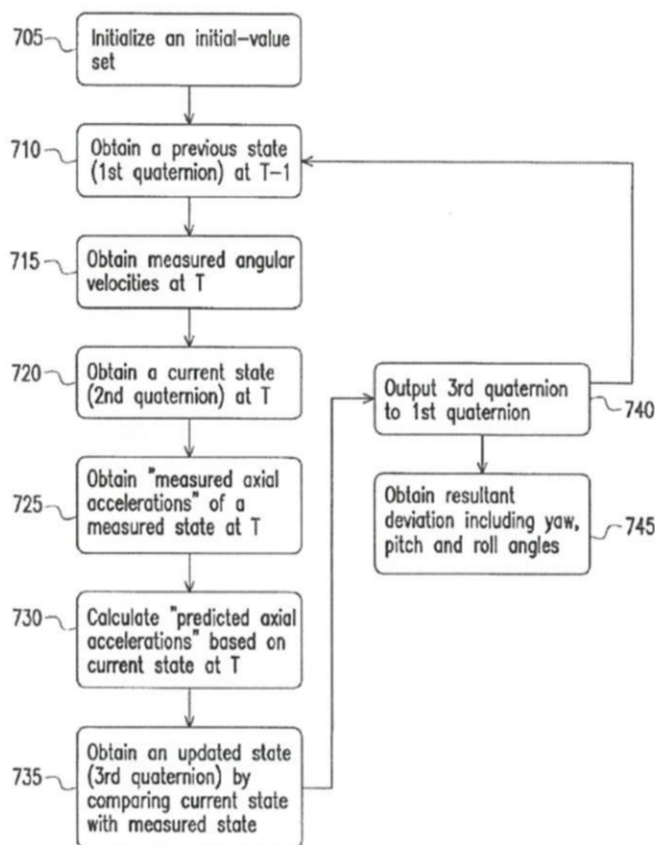 705
Initialize an initial-value
set
710
Obtain a previous state
(1st quaternion) at T-1
715
Obtain measured angular
velocities at T
720
Obtain a current state
(2nd quaternion) at T
725
Obtain "measured axial
accelerations" of a
measured state at T
730
Calculate "predicted axial
accelerations" based on
current state at T
735
Obtain an updated state
(3rd quaternion) by
comparing current state
with measured state
Output 3rd quaternion
to 1st quaternion
740
Obtain resultant
deviation including yaw,
pitch and roll angles
745